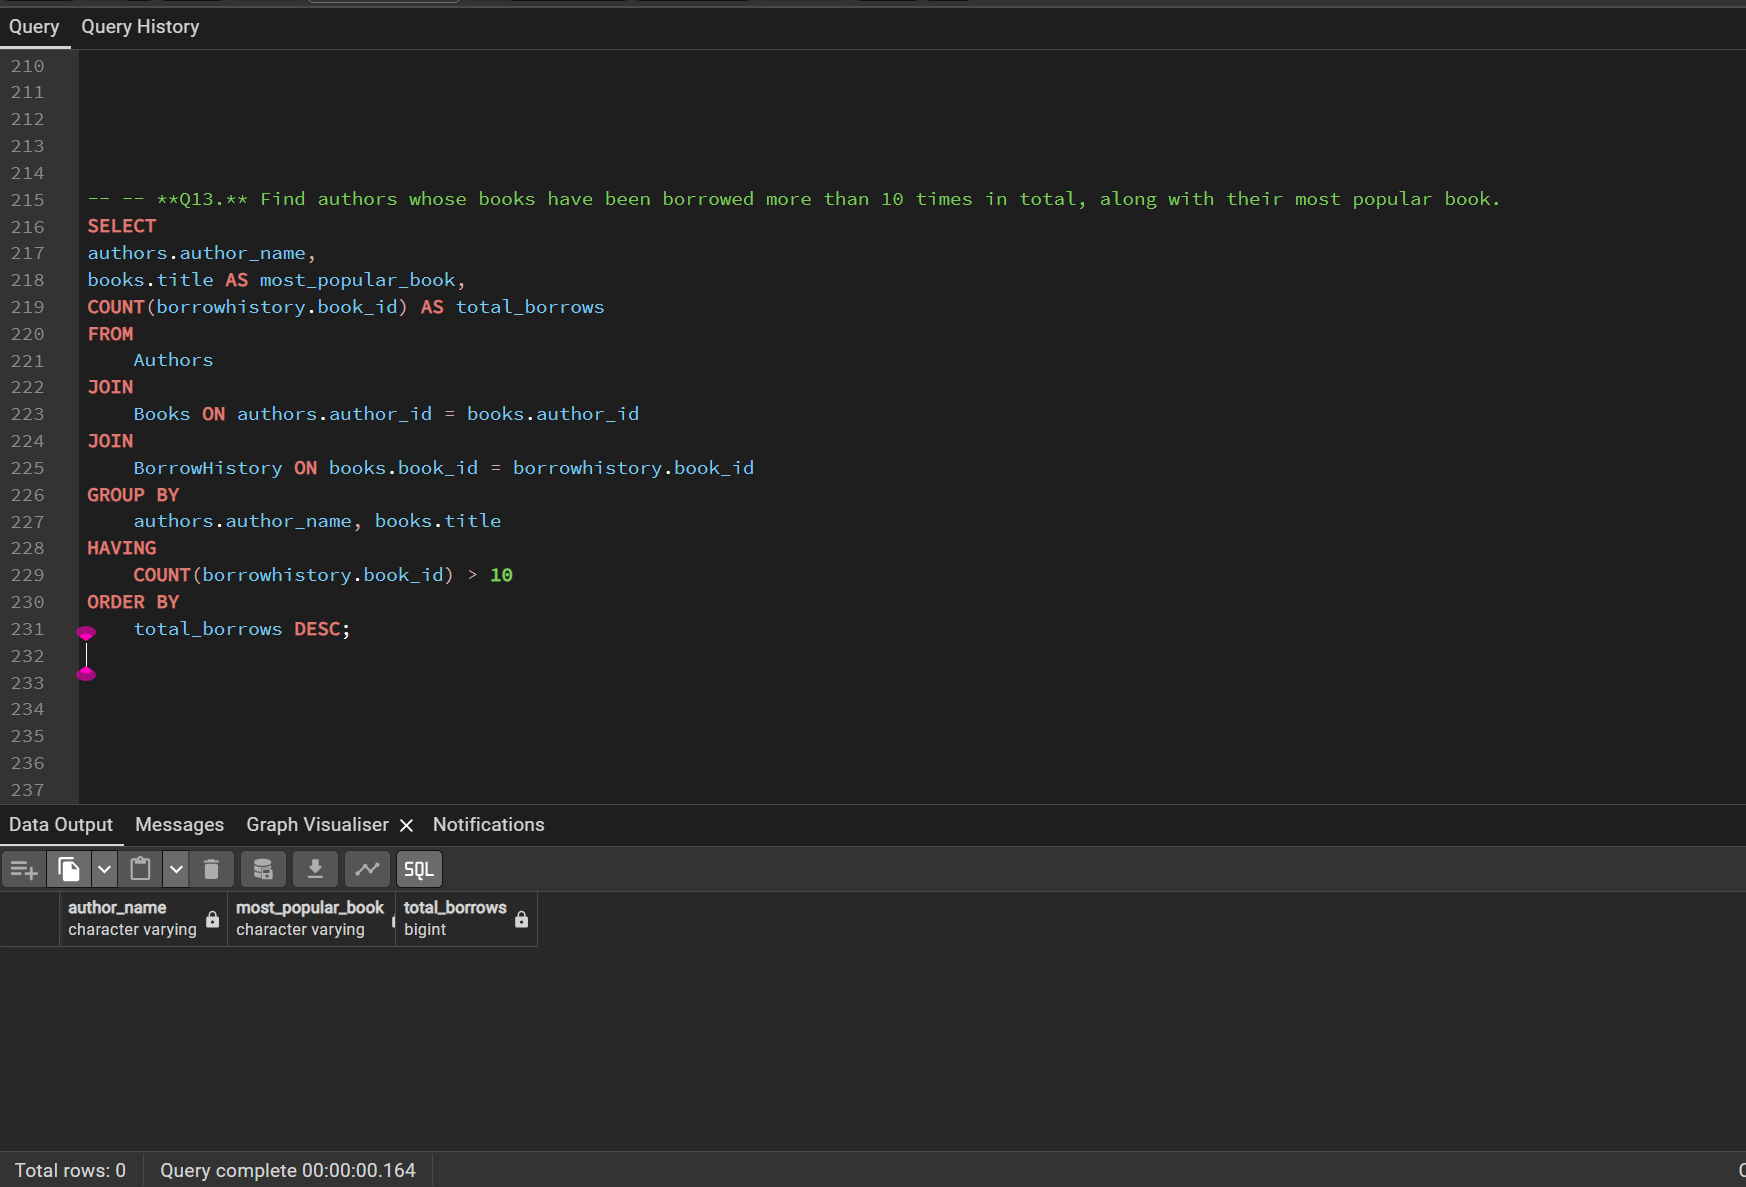 Query Query History
210
211
212
213
214
215 -- -- **Q13.** Find authors whose books have been borrowed more than 10 times in total, along with their most popular book.
216 SELECT
217 authors.author_name,
218 books.title AS most_popular_book,
219 COUNT(borrowhistory.book_id) AS total_borrows
220 FROM
221 Authors
222 JOIN
223 Books ON authors.author_id = books.author_id
224 JOIN
225 BorrowHistory ON books.book_id = borrowhistory.book_id
226 GROUP BY
227 authors.author_name, books.title
228 HAVING
229 COUNT(borrowhistory.book_id) > 10
230 ORDER BY
231 total_borrows DESC;
232
233
234
235
236
237
Data Output Messages Graph Visualiser Notifications
SQL
author_name most_popular_book total_borrows
character varying character varying bigint
Total rows: 0 Query complete 00:00:00.164